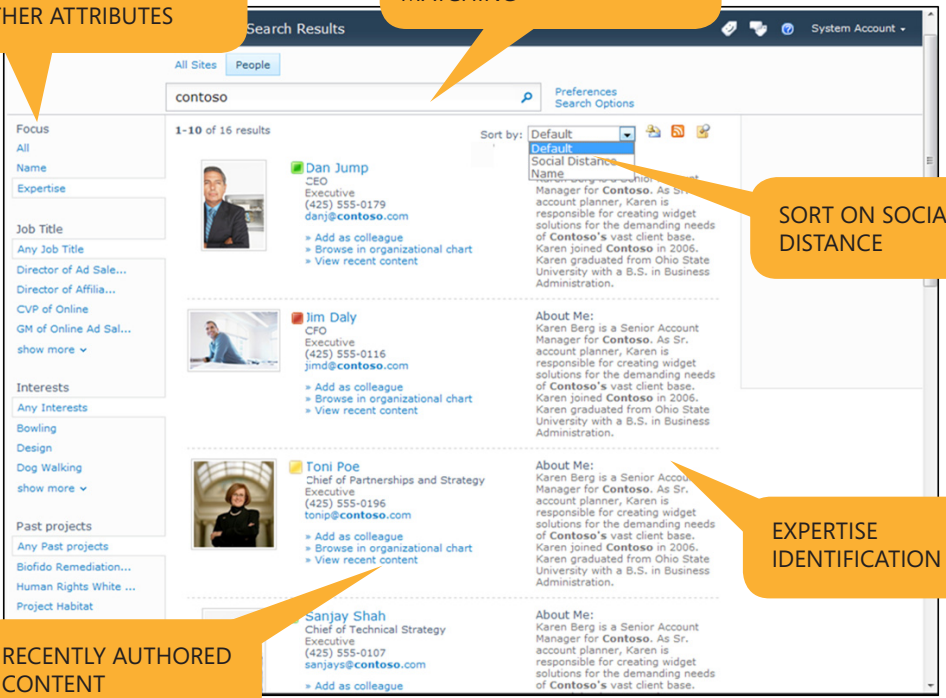 THER ATTRIBUTES
MATCHING
Search Results
System Account
All Sites People
contoso
Preferences
Search Options
Focus
All
Name
Expertise
Job Title
Any Job Title
Director of Ad Sale...
Director of Affilia...
CVP of Online
GM of Online Ad Sal...
show more
Interests
Any Interests
Bowling
Design
Dog Walking
show more
Past projects
Any Past projects
Biofido Remediation...
Human Rights White ...
Project Habitat
1-10 of 16 results
Sort by: Default
Default
Social Distance
Name
Dan Jump
CEO
Executive
(425) 555-0179
danj@contoso.com
» Add as colleague
» Browse in organizational chart
» View recent content
Karen Berg is a Senior Account
Manager for Contoso. As Sr.
account planner, Karen is
responsible for creating widget
solutions for the demanding needs
of Contoso's vast client base.
Karen joined Contoso in 2006.
Karen graduated from Ohio State
University with a B.S. in Business
Administration.
SORT ON SOCIA
DISTANCE
Jim Daly
CFO
Executive
(425) 555-0116
jimd@contoso.com
» Add as colleague
» Browse in organizational chart
» View recent content
About Me:
Karen Berg is a Senior Account
Manager for Contoso. As Sr.
account planner, Karen is
responsible for creating widget
solutions for the demanding needs
of Contoso's vast client base.
Karen joined Contoso in 2006.
Karen graduated from Ohio State
University with a B.S. in Business
Administration.
Toni Poe
Chief of Partnerships and Strategy
Executive
(425) 555-0196
tonip@contoso.com
» Add as colleague
» Browse in organizational chart
» View recent content
About Me:
Karen Berg is a Senior Accou
Manager for Contoso. As Sr.
account planner, Karen is
responsible for creating widget
solutions for the demanding needs
of Contoso's vast client base.
Karen joined Contoso in 2006.
Karen graduated from Ohio State
University with a B.S. in Business
Administration.
EXPERTISE
IDENTIFICATION
Sanjay Shah
Chief of Technical Strategy
Executive
(425) 555-0107
sanjays@contoso.com
» Add as colleague
About Me:
Karen Berg is a Senior Account
Manager for Contoso. As Sr.
account planner, Karen is
responsible for creating widget
solutions for the demanding needs
of Contoso's vast client base.
RECENTLY AUTHORED
CONTENT